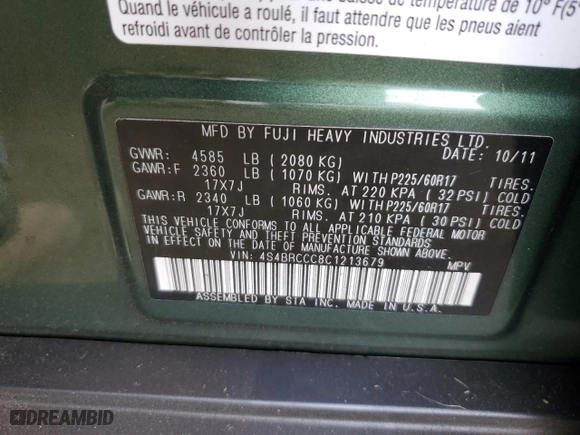 température de 10° F(5°
Quand le véhicule a roulé, il faut attendre que les pneus aient
refroidi avant de contrôler la pression.
MFD BY FUJI HEAVY INDUSTRIES LTD.
GVWR: 4585 LB (2080 KG) DATE: 10/11
GAWR:F 2360 LB (1070 KG) WITH P225/60R17 TIRES.
17X7J RIMS. AT 220 KPA (32 PSI) COLD
GAWR:R 2340 LB (1060 KG) WITH P225/60R17 TIRES.
17X7J RIMS. AT 210 KPA (30 PSI) COLD
THIS VEHICLE CONFORMS TO ALL APPLICABLE FEDERAL MOTOR
VEHICLE SAFETY AND THEFT PREVENTION STANDARDS
IN EFFECT ON THE DATE OF MANUFACTURE SHOWN ABOVE.
VIN: 4S4BRCCC8C1213679 MPV
ASSEMBLED BY SIA INC. MADE IN U.S.A.
© DREAMBID